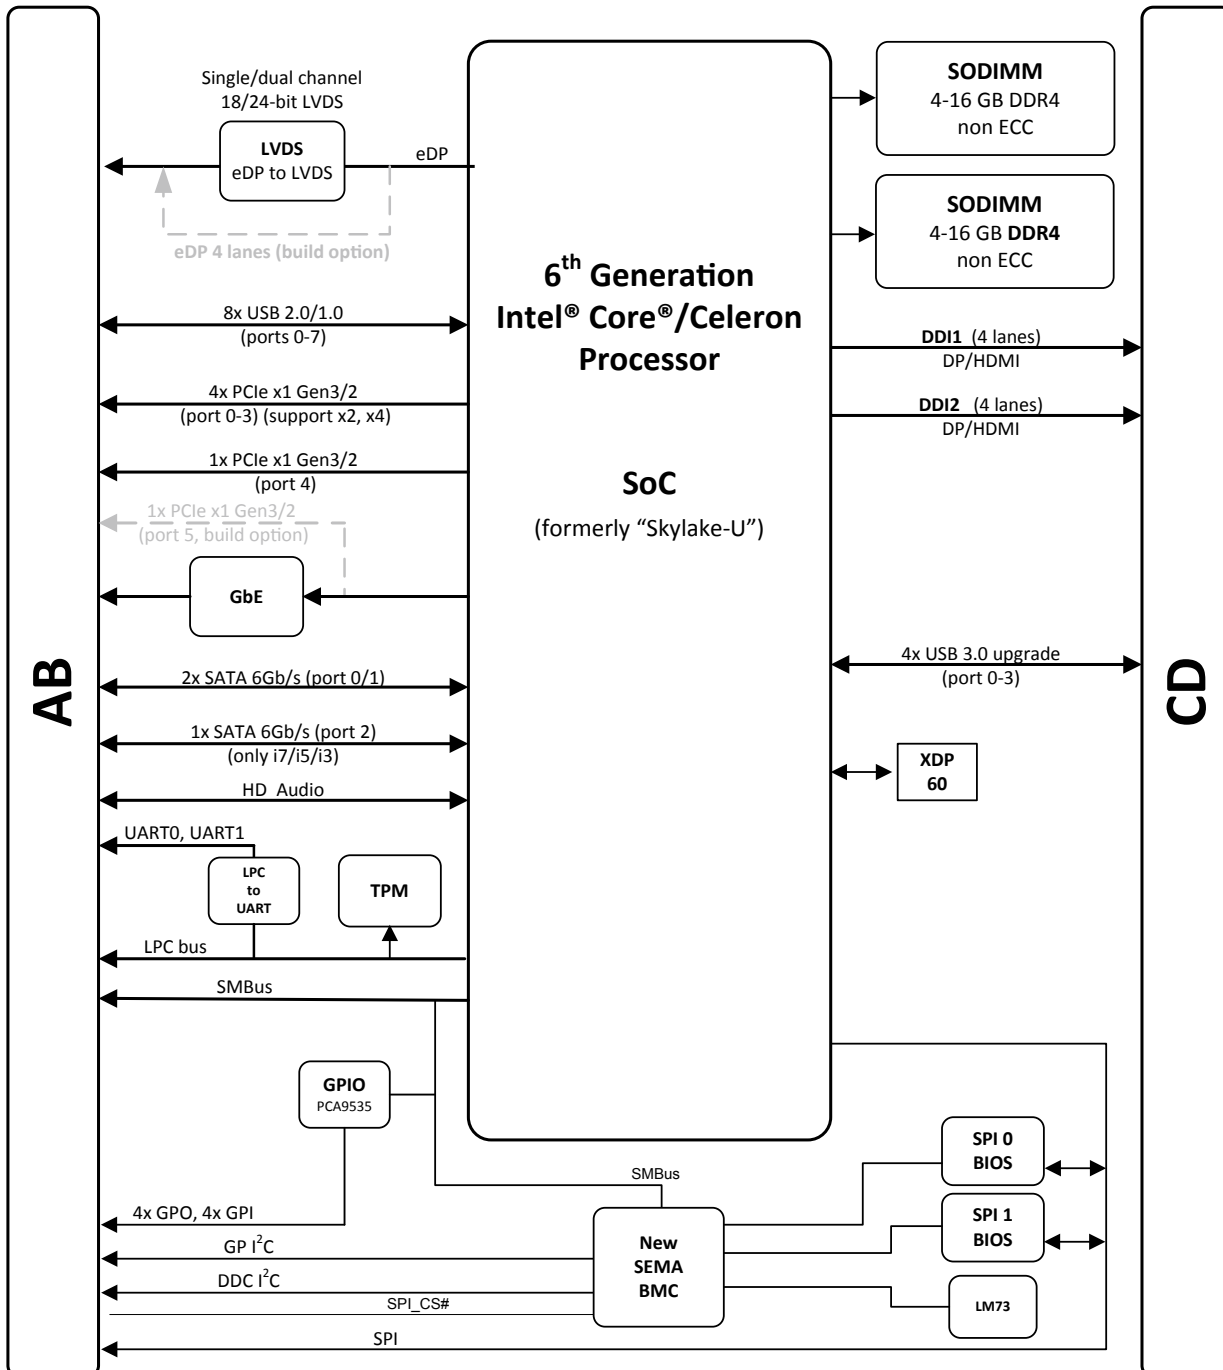 Single/dual channel
18/24-bit LVDS
LVDS
eDP to LVDS
eDP
eDP 4 lanes (build option)
8x USB 2.0/1.0
(ports 0-7)
4x PCIe x1 Gen3/2
(port 0-3) (support x2, x4)
1x PCIe x1 Gen3/2
(port 4)
1x PCIe x1 Gen3/2
(port 5, build option)
GbE
AB
2x SATA 6Gb/s (port 0/1)
1x SATA 6Gb/s (port 2)
(only i7/i5/i3)
HD Audio
UART0, UART1
LPC
to
UART
TPM
LPC bus
SMBus
GPIO
PCA9535
4x GPO, 4x GPI
GP I²C
DDC I²C
SPI_CS#
SPI
6th Generation
Intel® Core®/Celeron
Processor
SoC
(formerly “Skylake-U”)
SMBus
New
SEMA
BMC
SODIMM
4-16 GB DDR4
non ECC
SODIMM
4-16 GB DDR4
non ECC
DDI1 (4 lanes)
DP/HDMI
DDI2 (4 lanes)
DP/HDMI
4x USB 3.0 upgrade
(port 0-3)
CD
XDP
60
SPI 0
BIOS
SPI 1
BIOS
LM73